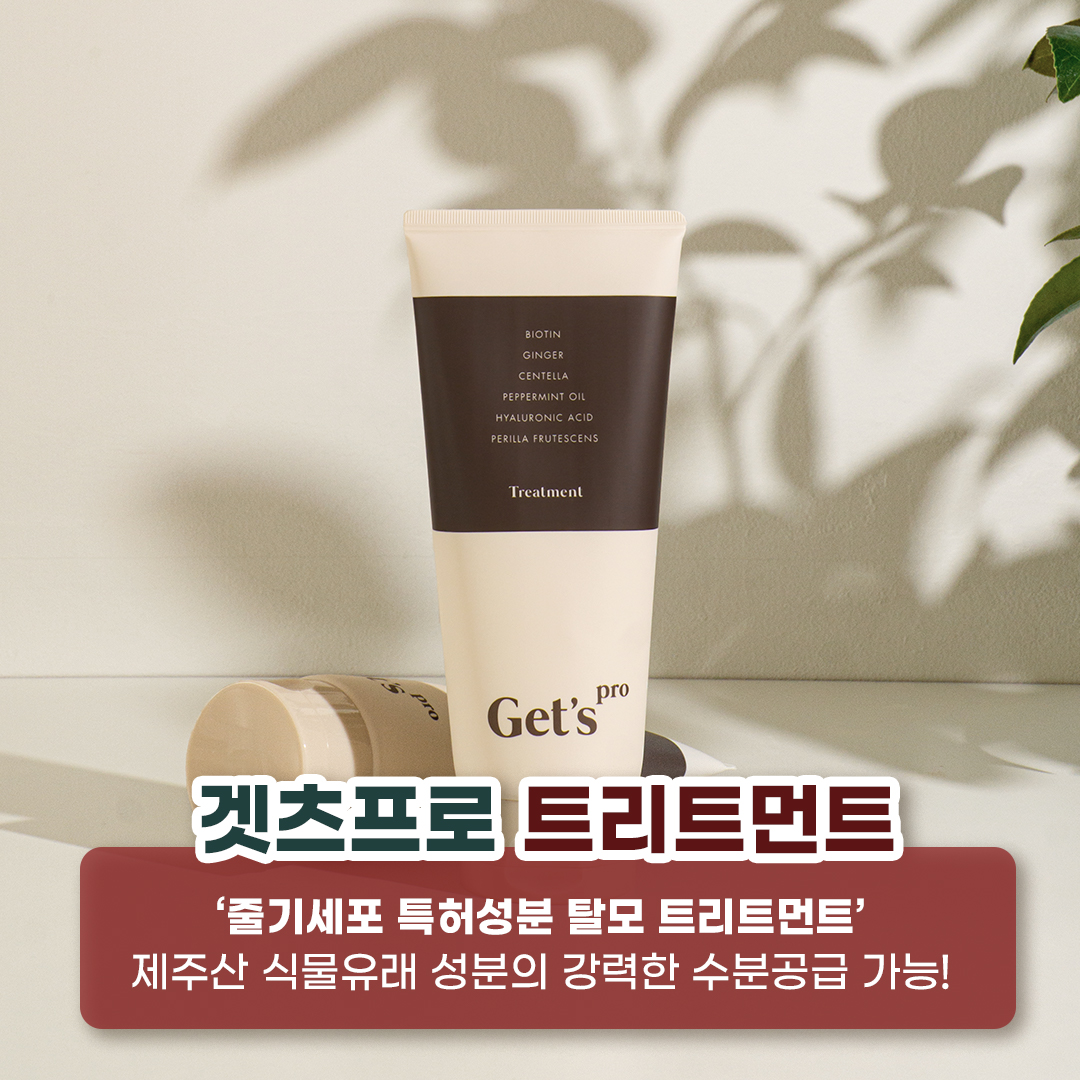 BIOTIN
GINGER
CENTELLA
PEPPERMINT OIL
HYALURONIC ACID
PERILLA FRUTESCENS
Treatment
Get's pro
Get's pro
겟츠프로 트리트먼트
‘줄기세포 특허성분 탈모 트리트먼트’
제주산 식물유래 성분의 강력한 수분공급 가능!